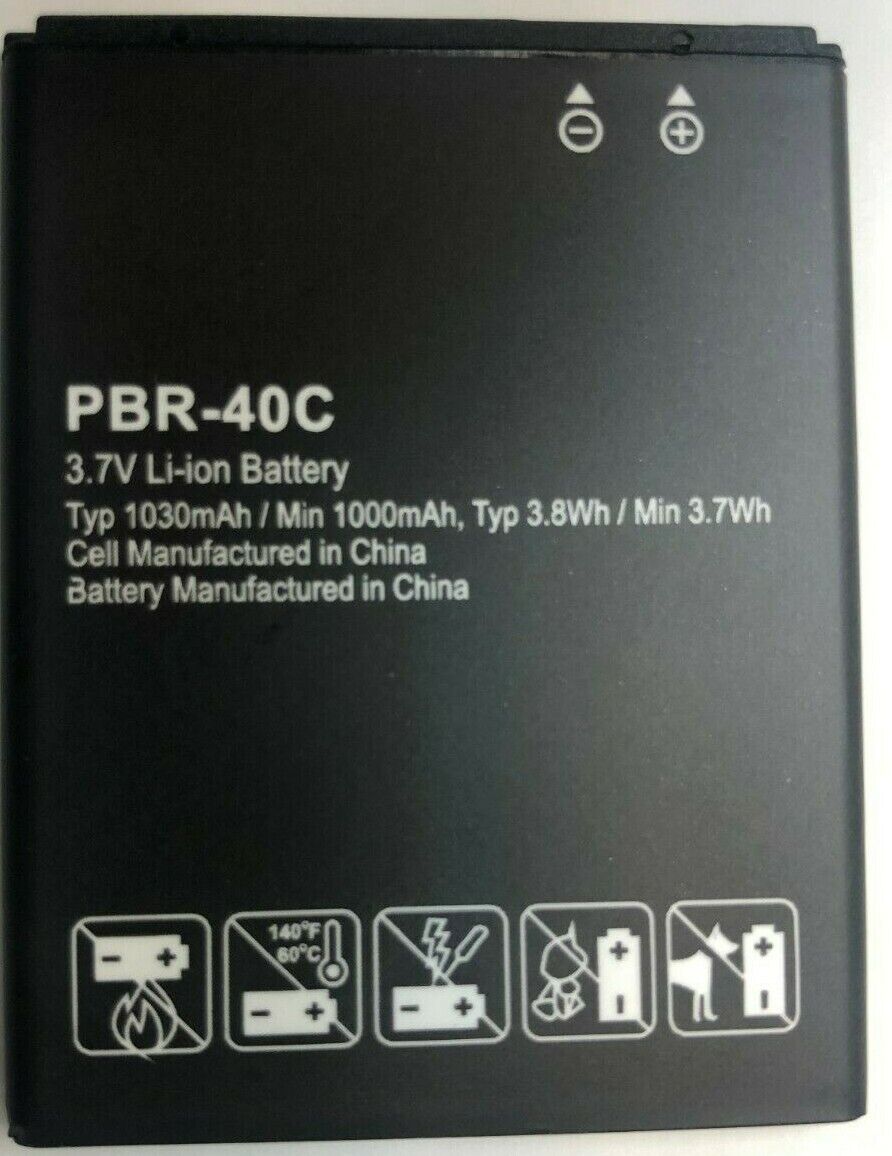 PBR-40C
3.7V Li-ion Battery
Typ 1030mAh / Min 1000mAh, Typ 3.8Wh / Min 3.7Wh
Cell Manufactured in China
Battery Manufactured in China
140°F
60°C